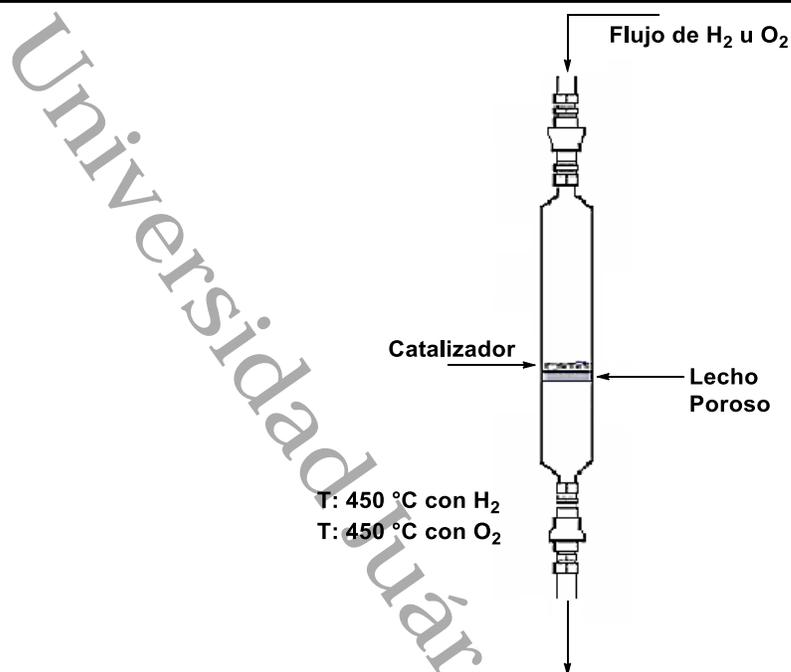 Flujo de H₂ u O₂
Catalizador
Lecho
Poroso
T: 450 °C con H₂
T: 450 °C con O₂
Universidad Juár